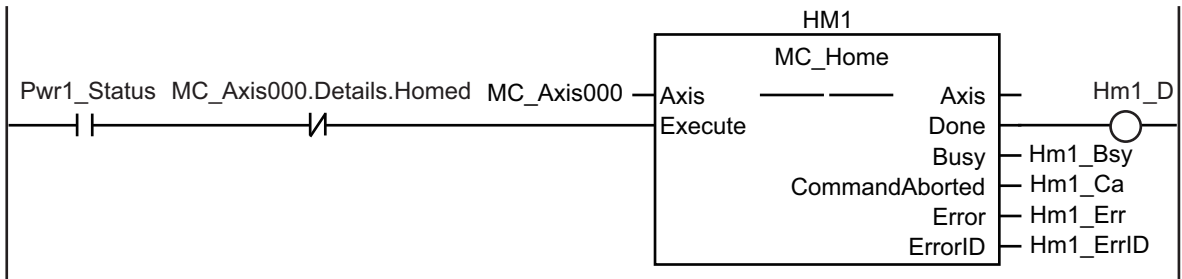 HM1
MC_Home
Pwr1_Status MC_Axis000.Details.Homed MC_Axis000 Axis Axis Hm1_D
Execute Done
Busy Hm1_Bsy
CommandAborted Hm1_Ca
Error Hm1_Err
ErrorID Hm1_ErrID